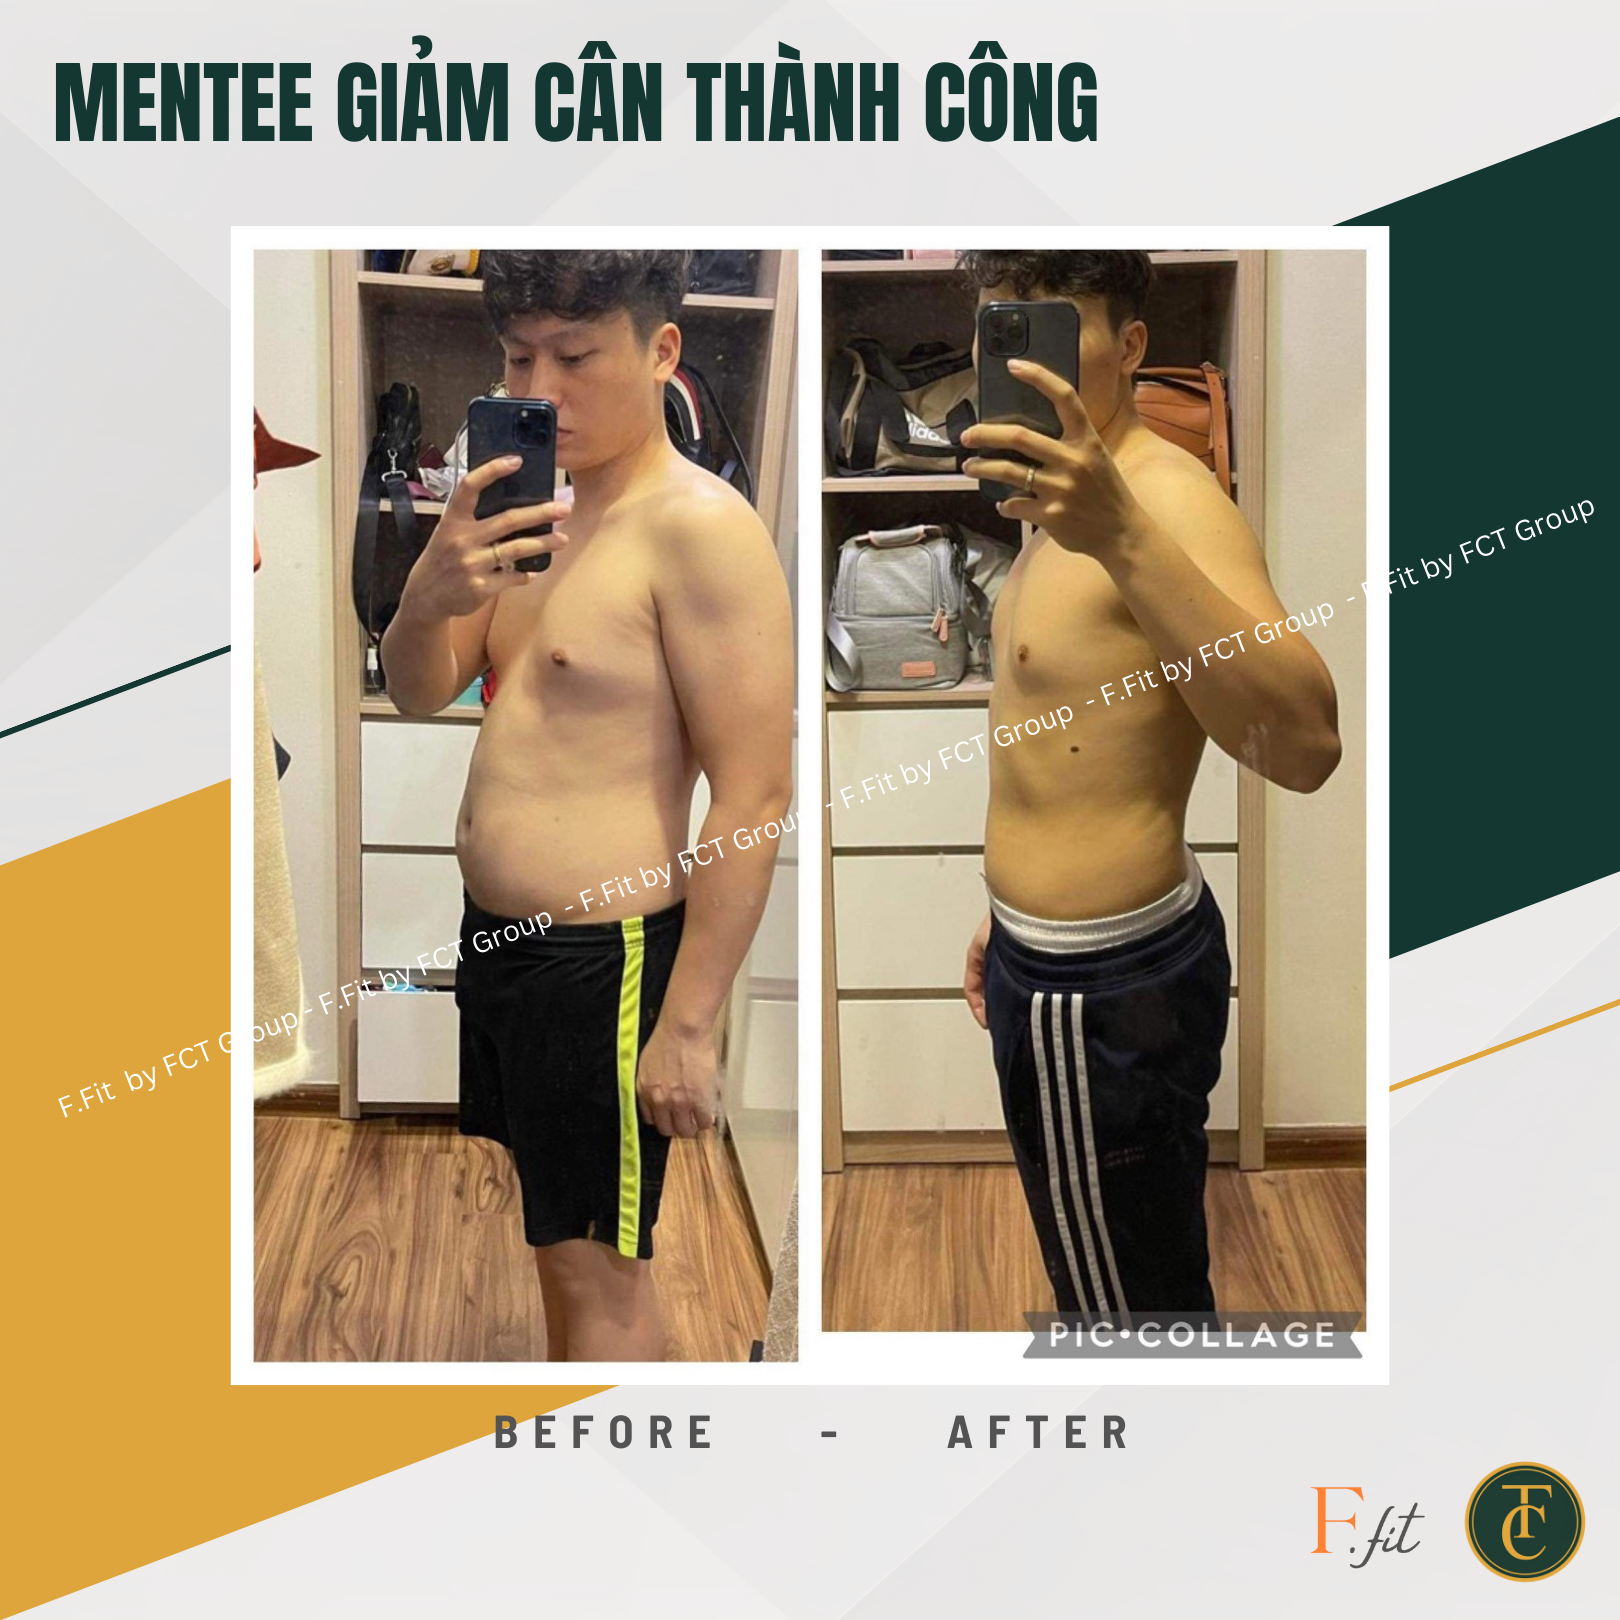 MENTEE GIẢM CÂN THÀNH CÔNG
F.Fit by FCT Group - F.Fit by FCT Group - F.Fit by FCT Group - F.Fit by FCT Group - F.Fit by FCT Group - F.Fit by FCT Group
PIC•COLLAGE
BEFORE - AFTER
F.fit